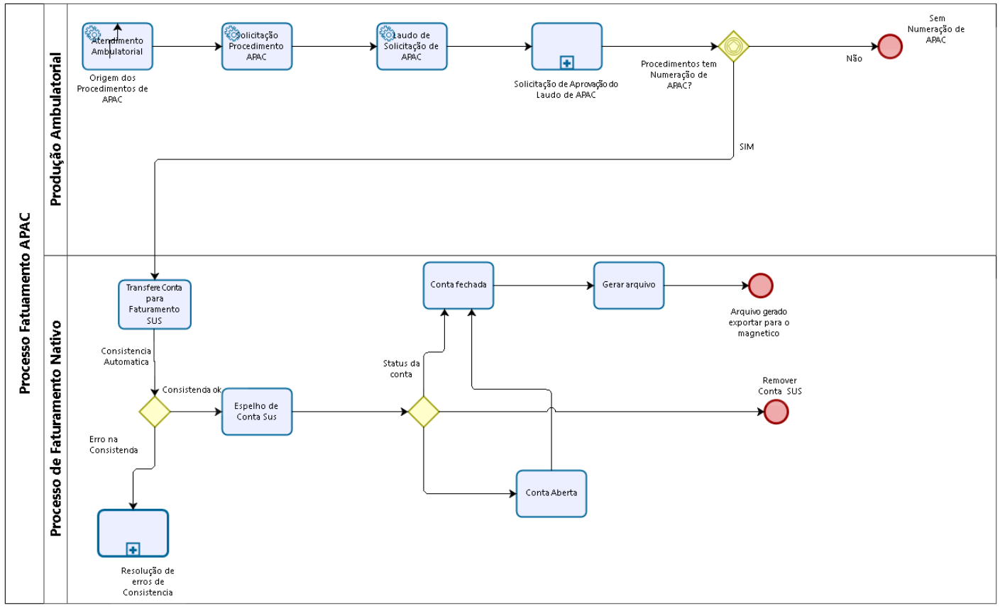 Processo Fatuamento APAC
Produção Ambulatorial
Atendimento
Ambulatorial
Origem dos
Procedimentos de
APAC
Solicitação
Procedimento
APAC
Laudo de
Solicitação de
APAC
Solicitação de Aprovação do
Laudo de APAC
Procedimentos tem
Numeração de
APAC?
Não
Sem
Numeração de
APAC
SIM
Processo de Faturamento Nativo
Transfere Conta
para
Faturamento
SUS
Consistencia
Automatica
Consistencia ok
Erro na
Consistencia
Resolução de
erros de
Consistencia
Espelho de
Conta Sus
Status da
conta
Conta fechada
Gerar arquivo
Arquivo gerado
exportar para o
magnetico
Remover
Conta SUS
Conta Aberta